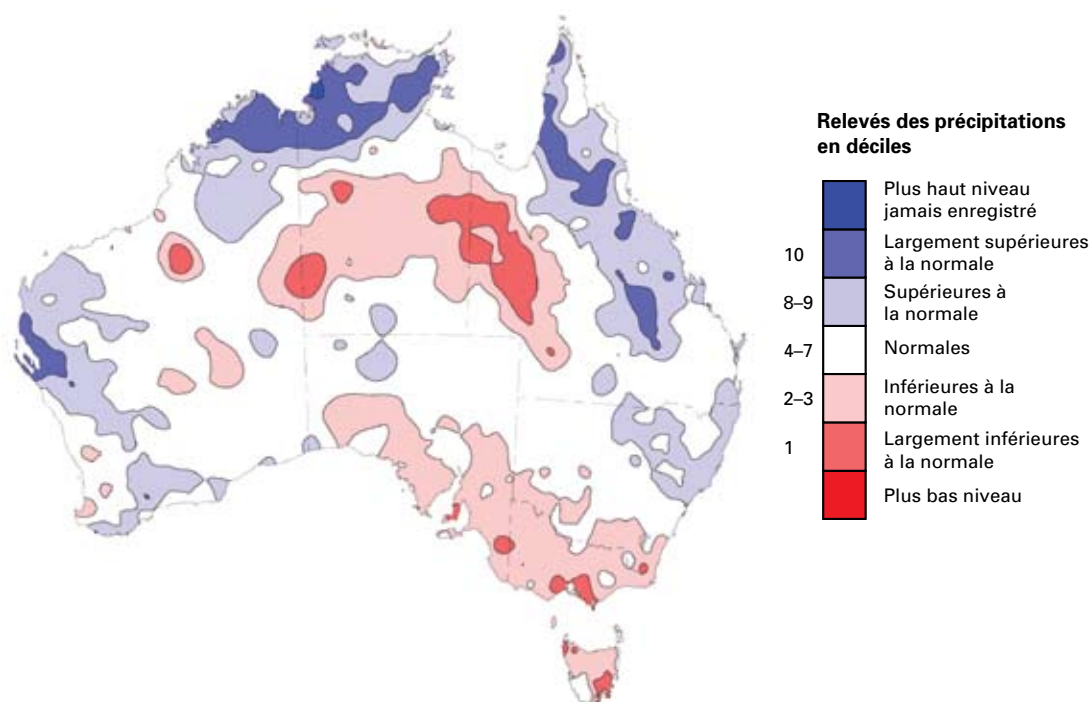 Relevés des précipitations
en déciles
Plus haut niveau
jamais enregistré
10
Largement supérieures
à la normale
8–9
Supérieures à
la normale
4–7
Normales
2–3
Inférieures à la
normale
1
Largement inférieures
à la normale
Plus bas niveau